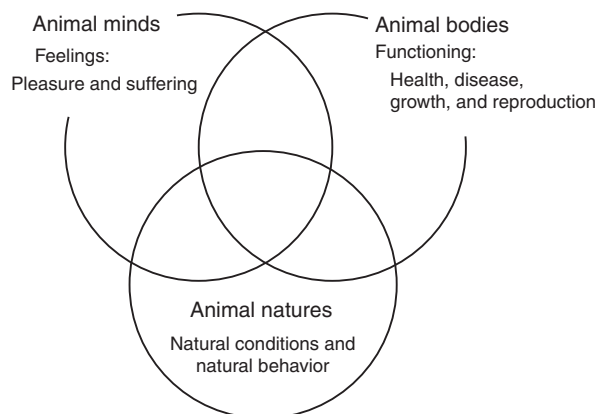 Animal minds
Feelings:
Pleasure and suffering
Animal bodies
Functioning:
Health, disease,
growth, and reproduction
Animal natures
Natural conditions and
natural behavior